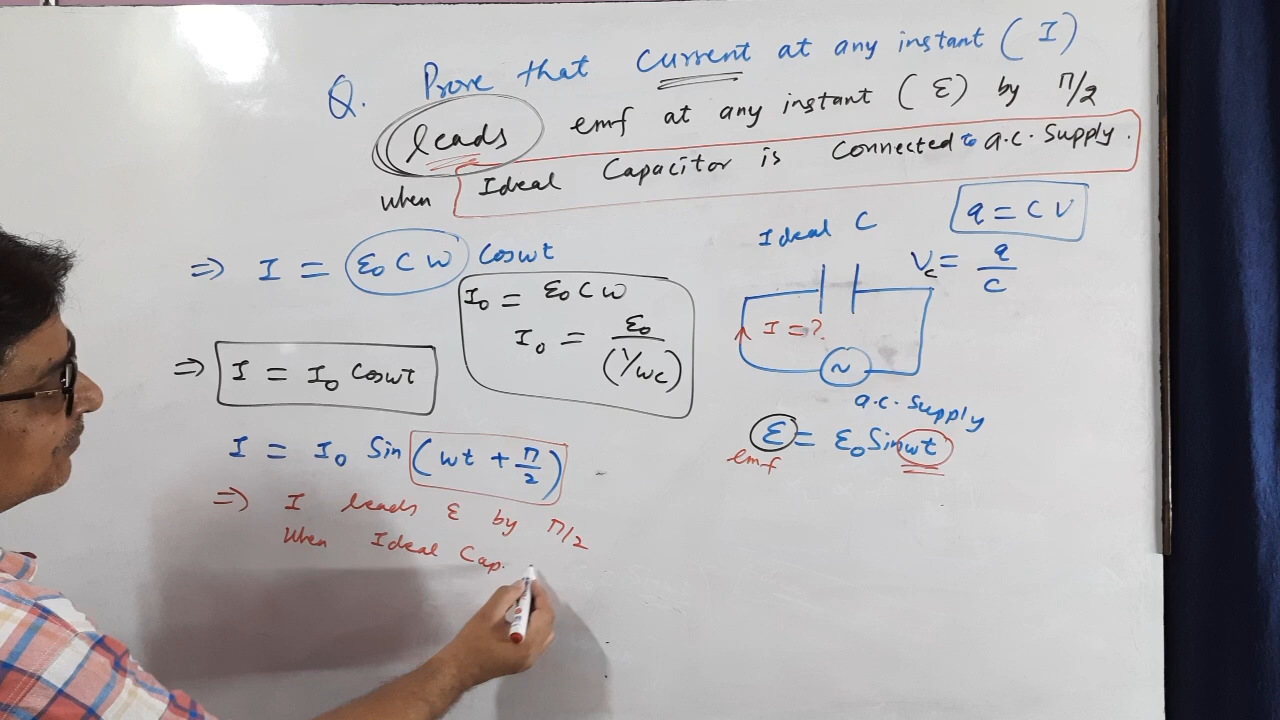 Q. Prove that Current at any instant ( I )
leads emf at any instant ( ε ) by π/2
when Ideal Capacitor is Connected to a.c. Supply.
⇒ I = ε₀ C ω Cosωt
I₀ = ε₀ C ω
I₀ = ε₀ / (1/ωc)
⇒ I = I₀ Cosωt
I = I₀ Sin (ωt + π/2)
⇒ I leads ε by π/2
When Ideal Cap.
Ideal C
q = C V
V_c = q/C
I = ?
~
a.c. Supply
ε = ε₀ Sinωt
emf